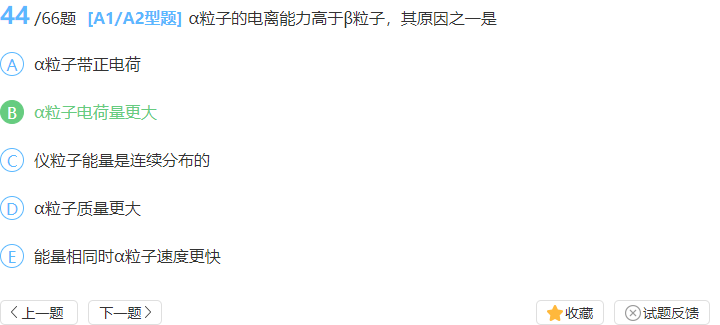 44 /66题 [A1/A2型题] α粒子的电离能力高于β粒子，其原因之一是
A α粒子带正电荷
B α粒子电荷量更大
C 仪粒子能量是连续分布的
D α粒子质量更大
E 能量相同时α粒子速度更快
上一题 下一题 收藏 试题反馈